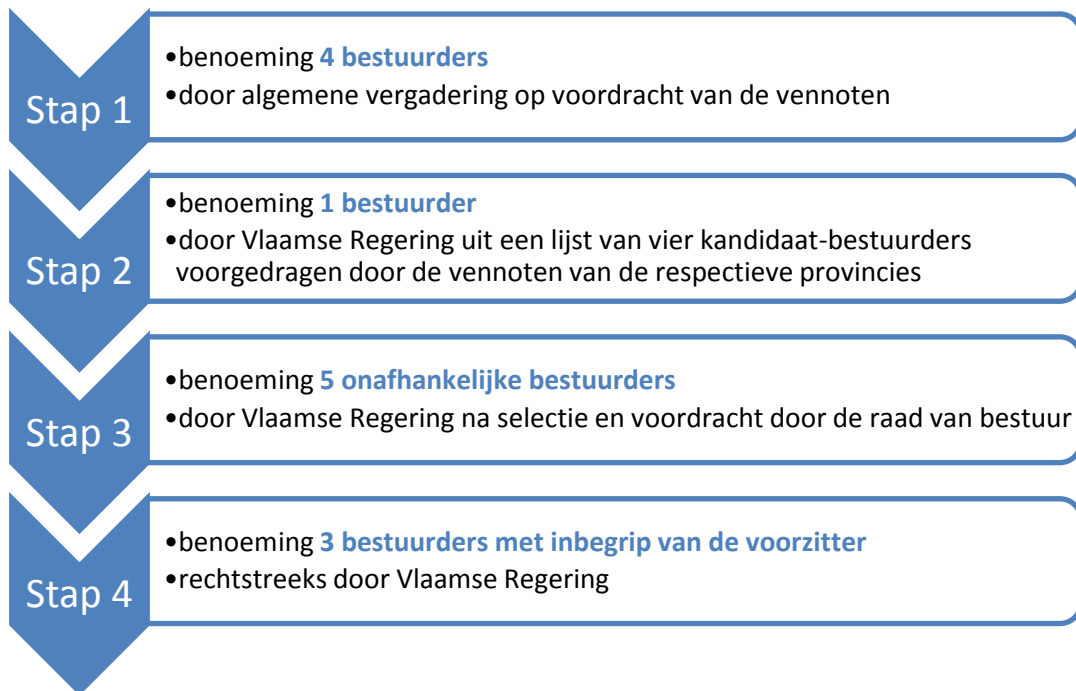 Stap 1
•benoeming 4 bestuurders
•door algemene vergadering op voordracht van de vennoten
Stap 2
•benoeming 1 bestuurder
•door Vlaamse Regering uit een lijst van vier kandidaat-bestuurders
voorgedragen door de vennoten van de respectieve provincies
Stap 3
•benoeming 5 onafhankelijke bestuurders
•door Vlaamse Regering na selectie en voordracht door de raad van bestuur
Stap 4
•benoeming 3 bestuurders met inbegrip van de voorzitter
•rechtstreeks door Vlaamse Regering